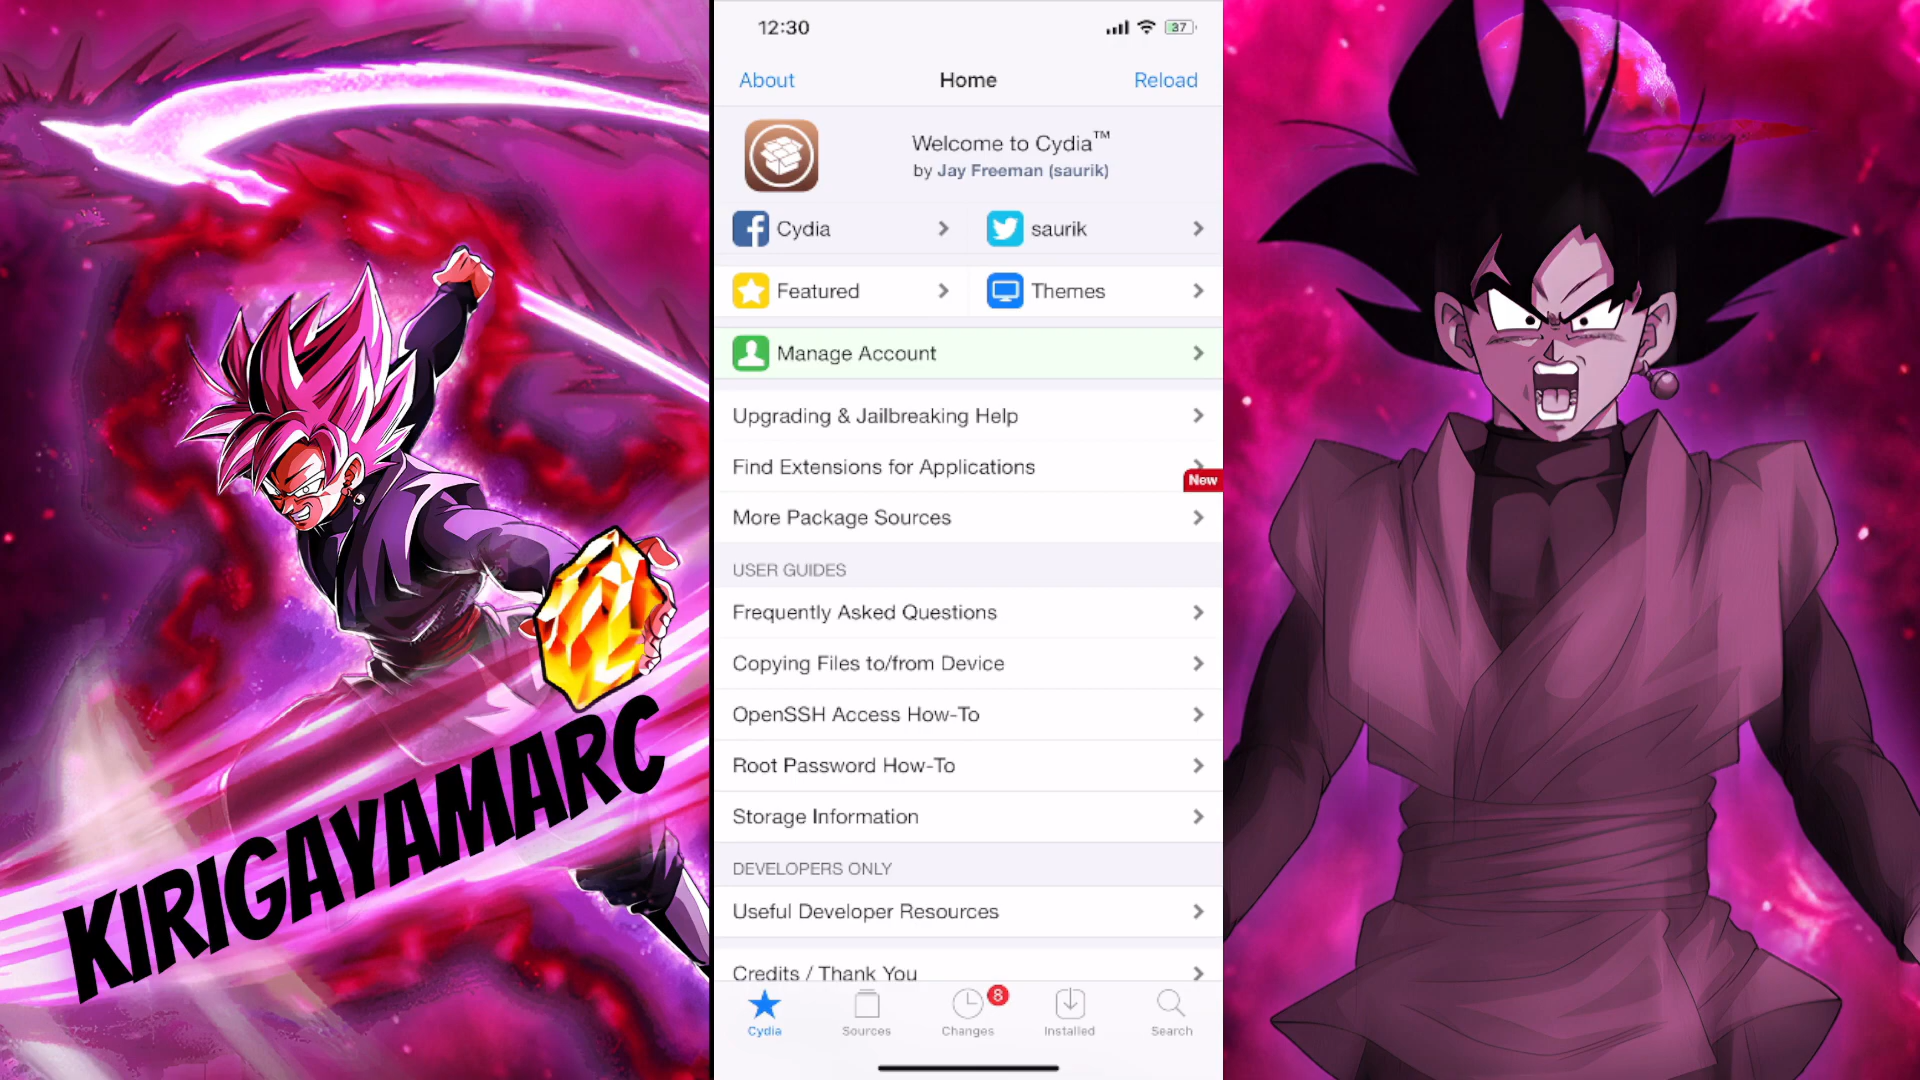 KIRIGAYAMARC
12:30
37
About
Home
Reload
Welcome to Cydia™
by Jay Freeman (saurik)
Cydia
saurik
Featured
Themes
Manage Account
Upgrading & Jailbreaking Help
Find Extensions for Applications
New
More Package Sources
USER GUIDES
Frequently Asked Questions
Copying Files to/from Device
OpenSSH Access How-To
Root Password How-To
Storage Information
DEVELOPERS ONLY
Useful Developer Resources
Credits / Thank You
8
Cydia
Sources
Changes
Installed
Search